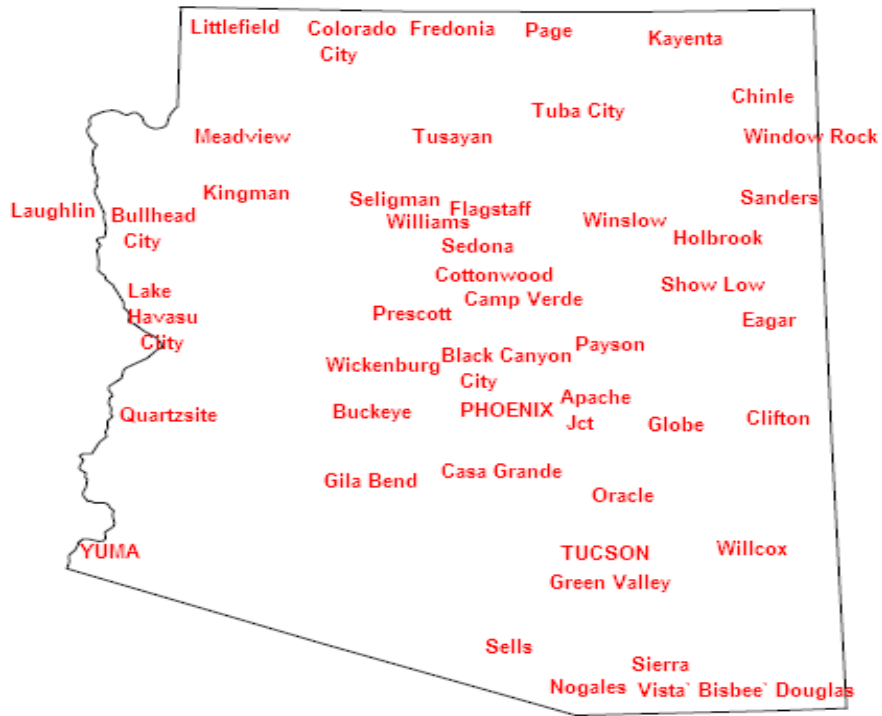 Littlefield
Colorado
City
Fredonia
Page
Kayenta
Chinle
Tuba City
Meadview
Tusayan
Window Rock
Kingman
Seligman
Sanders
Laughlin
Bullhead
City
Flagstaff
Williams
Winslow
Holbrook
Sedona
Cottonwood
Camp Verde
Show Low
Lake
Havasu
Clity
Prescott
Eagar
Payson
Wickenburg
Black Canyon
City
Quartzsite
Buckeye
PHOENIX
Apache
Jct
Globe
Clifton
Gila Bend
Casa Grande
Oracle
YUMA
TUCSON
Willcox
Green Valley
Sells
Sierra
Nogales
Vista` Bisbee` Douglas